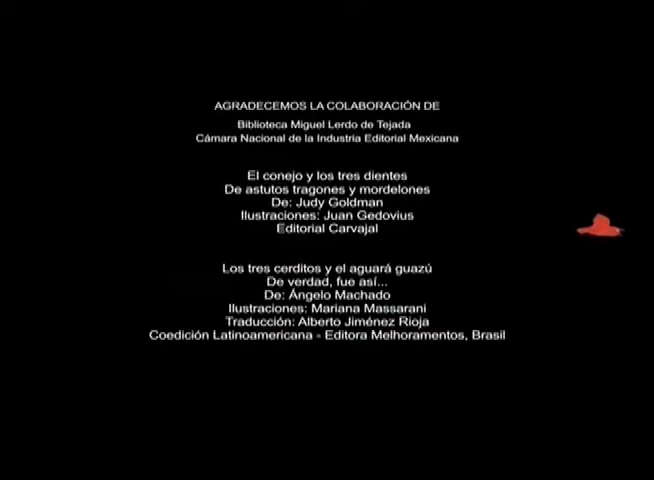 AGRADECEMOS LA COLABORACIÓN DE
Biblioteca Miguel Lerdo de Tejada
Cámara Nacional de la Industria Editorial Mexicana
El conejo y los tres dientes
De astutos tragones y mordelones
De: Judy Goldman
Ilustraciones: Juan Gedovius
Editorial Carvajal
Los tres cerditos y el aguará guazú
De verdad, fue así...
De: Ángelo Machado
Ilustraciones: Mariana Massarani
Traducción: Alberto Jiménez Rioja
Coedición Latinoamericana - Editora Melhoramentos, Brasil